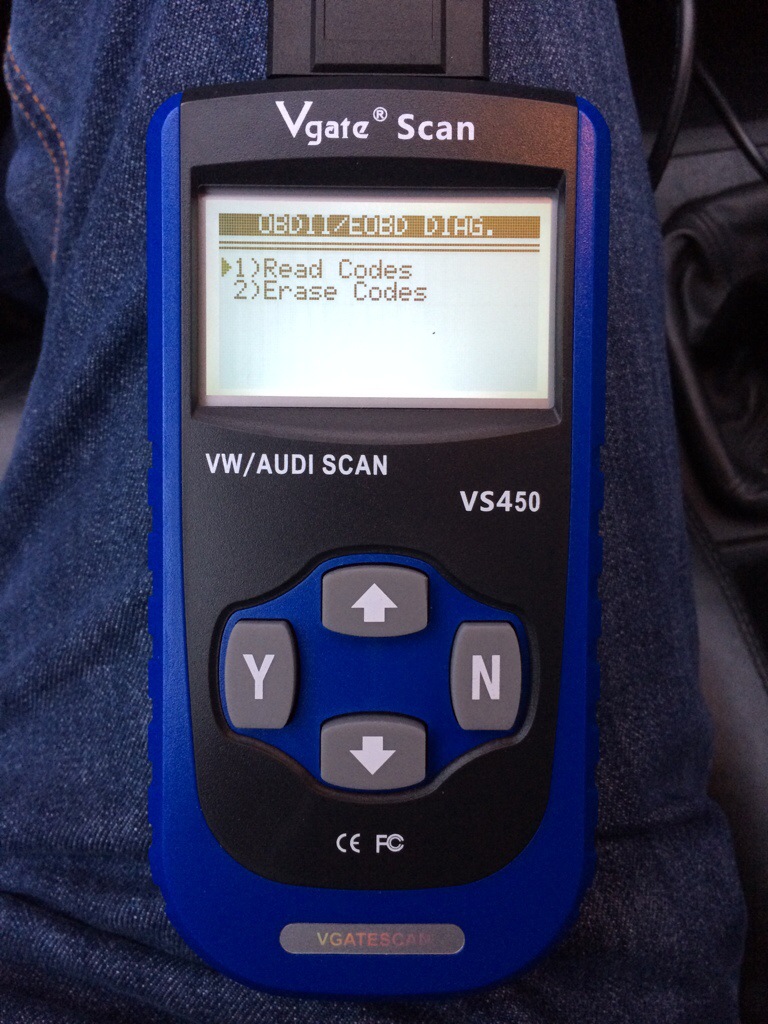 Vgate® Scan
OBDII/EOBD DIAG.
1)Read Codes
2)Erase Codes
VW/AUDI SCAN
VS450
Y
N
CE FC
VGATESCAN